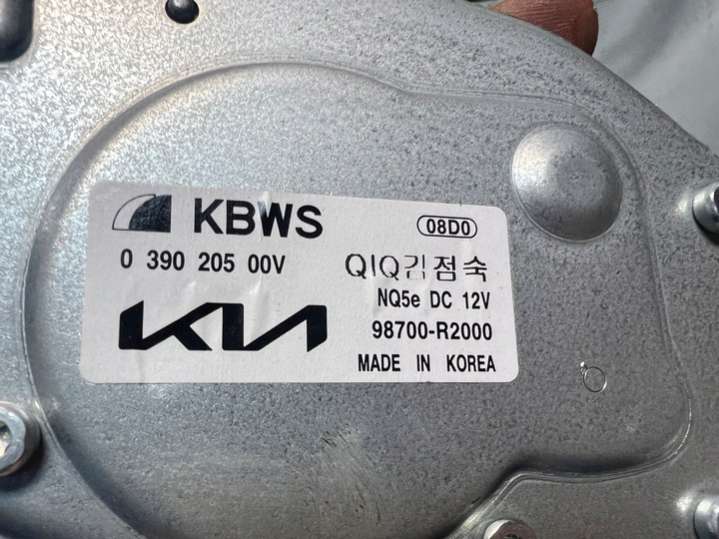 KBWS
08D0
0 390 205 00V
QIQ김점숙
NQ5e DC 12V
KIA
98700-R2000
MADE IN KOREA